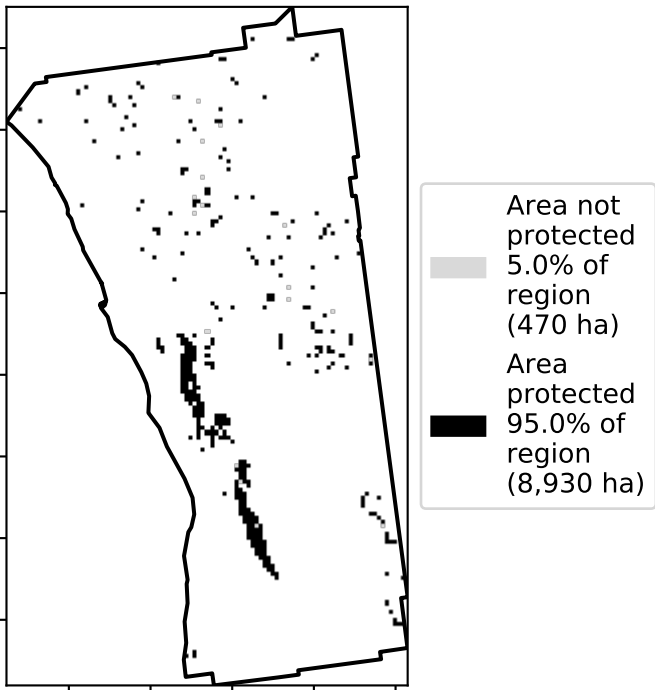 Area not
protected
5.0% of
region
(470 ha)
Area
protected
95.0% of
region
(8,930 ha)